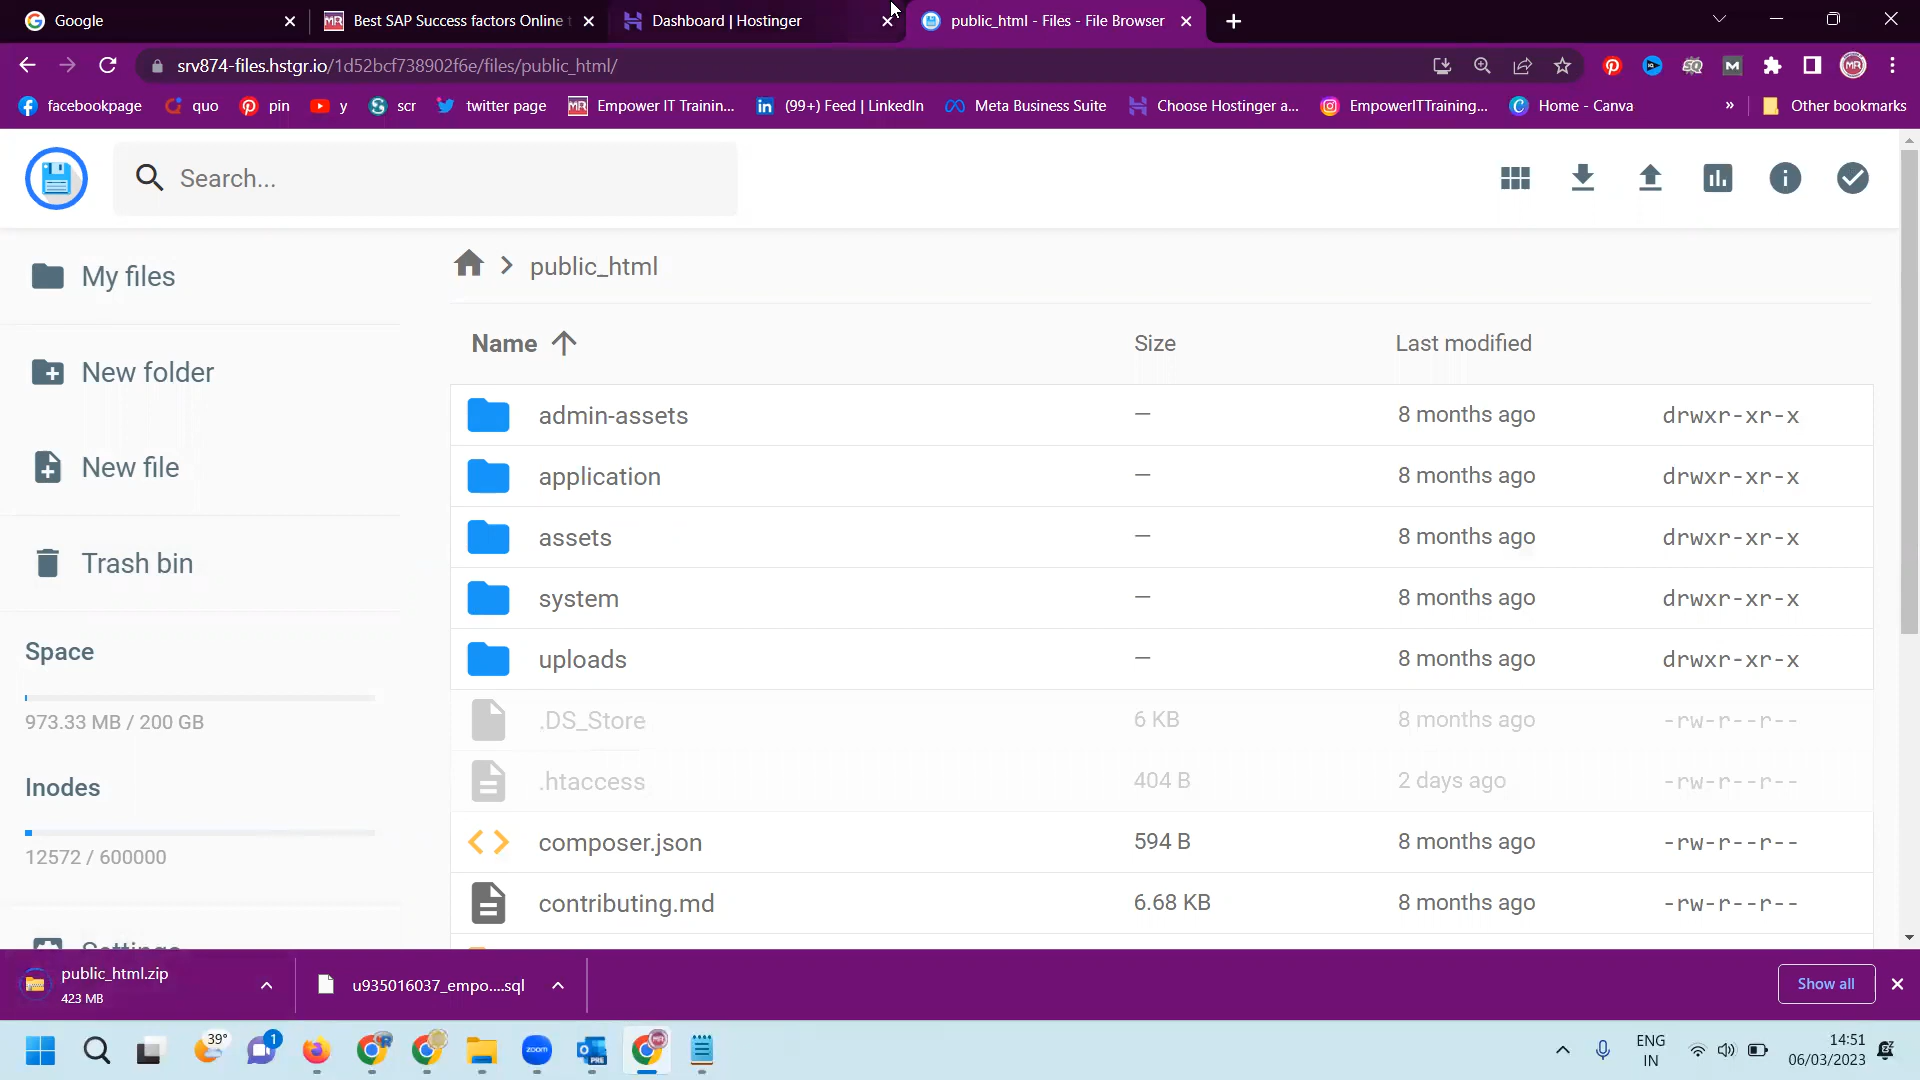 Google
Best SAP Success factors Online t
Dashboard | Hostinger
public_html - Files - File Browser
srv874-files.hstgr.io/1d52bcf738902f6e/files/public_html/
facebookpage
quo
pin
y
scr
twitter page
MR
Empower IT Trainin...
(99+) Feed | LinkedIn
Meta Business Suite
Choose Hostinger a...
EmpowerITTraining...
Home - Canva
»
Other bookmarks
Search...
My files
New folder
New file
Trash bin
Space
973.33 MB / 200 GB
Inodes
12572 / 600000
Settings
public_html
Name Size Last modified
admin-assets — 8 months ago drwxr-xr-x
application — 8 months ago drwxr-xr-x
assets — 8 months ago drwxr-xr-x
system — 8 months ago drwxr-xr-x
uploads — 8 months ago drwxr-xr-x
.DS_Store 6 KB 8 months ago -rw-r--r--
.htaccess 404 B 2 days ago -rw-r--r--
composer.json 594 B 8 months ago -rw-r--r--
contributing.md 6.68 KB 8 months ago -rw-r--r--
public_html.zip
423 MB
u935016037_empo....sql
Show all
39°
1
zoom
PRE
ENG
IN
14:51
06/03/2023